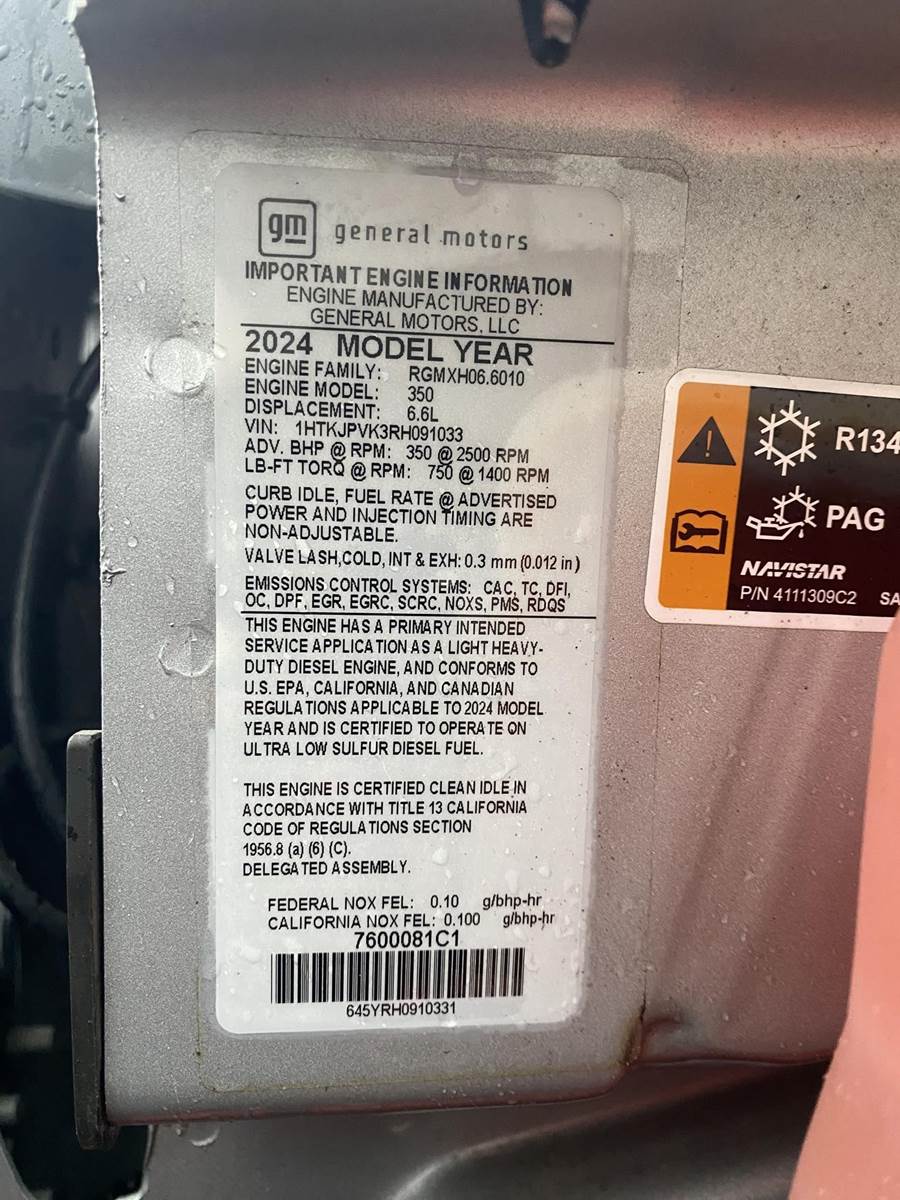 gm general motors
IMPORTANT ENGINE INFORMATION
ENGINE MANUFACTURED BY:
GENERAL MOTORS, LLC
2024 MODEL YEAR
ENGINE FAMILY: RGMXH06.6010
ENGINE MODEL: 350
DISPLACEMENT: 6.6L
VIN: 1HTKJPVK3RH091033
ADV. BHP @ RPM: 350 @ 2500 RPM
LB-FT TORQ @ RPM: 750 @ 1400 RPM
CURB IDLE, FUEL RATE @ ADVERTISED
POWER AND INJECTION TIMING ARE
NON-ADJUSTABLE.
VALVE LASH,COLD, INT & EXH: 0.3 mm (0.012 in)
EMISSIONS CONTROL SYSTEMS: CAC, TC, DFI,
OC, DPF, EGR, EGRC, SCRC, NOXS, PMS, RDQS
THIS ENGINE HAS A PRIMARY INTENDED
SERVICE APPLICATION AS A LIGHT HEAVY-
DUTY DIESEL ENGINE, AND CONFORMS TO
U.S. EPA, CALIFORNIA, AND CANADIAN
REGULATIONS APPLICABLE TO 2024 MODEL
YEAR AND IS CERTIFIED TO OPERATE ON
ULTRA LOW SULFUR DIESEL FUEL.
THIS ENGINE IS CERTIFIED CLEAN IDLE IN
ACCORDANCE WITH TITLE 13 CALIFORNIA
CODE OF REGULATIONS SECTION
1956.8 (a) (6) (C).
DELEGATED ASSEMBLY.
FEDERAL NOX FEL: 0.10 g/bhp-hr
CALIFORNIA NOX FEL: 0.100 g/bhp-hr
7600081C1
645YRH0910331
R134
PAG
NAVISTAR
P/N 4111309C2 SA